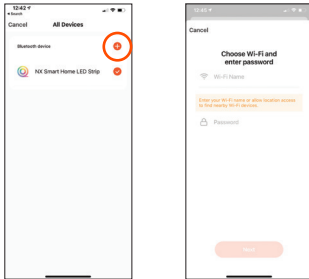 12:42
Search
Cancel
All Devices
Bluetooth device
NX Smart Home LED Strip
12:40
Cancel
Choose Wi-Fi and
enter password
Wi-Fi Name
Enter your Wi-Fi name or allow location access
to find nearby Wi-Fi devices.
Password
Next